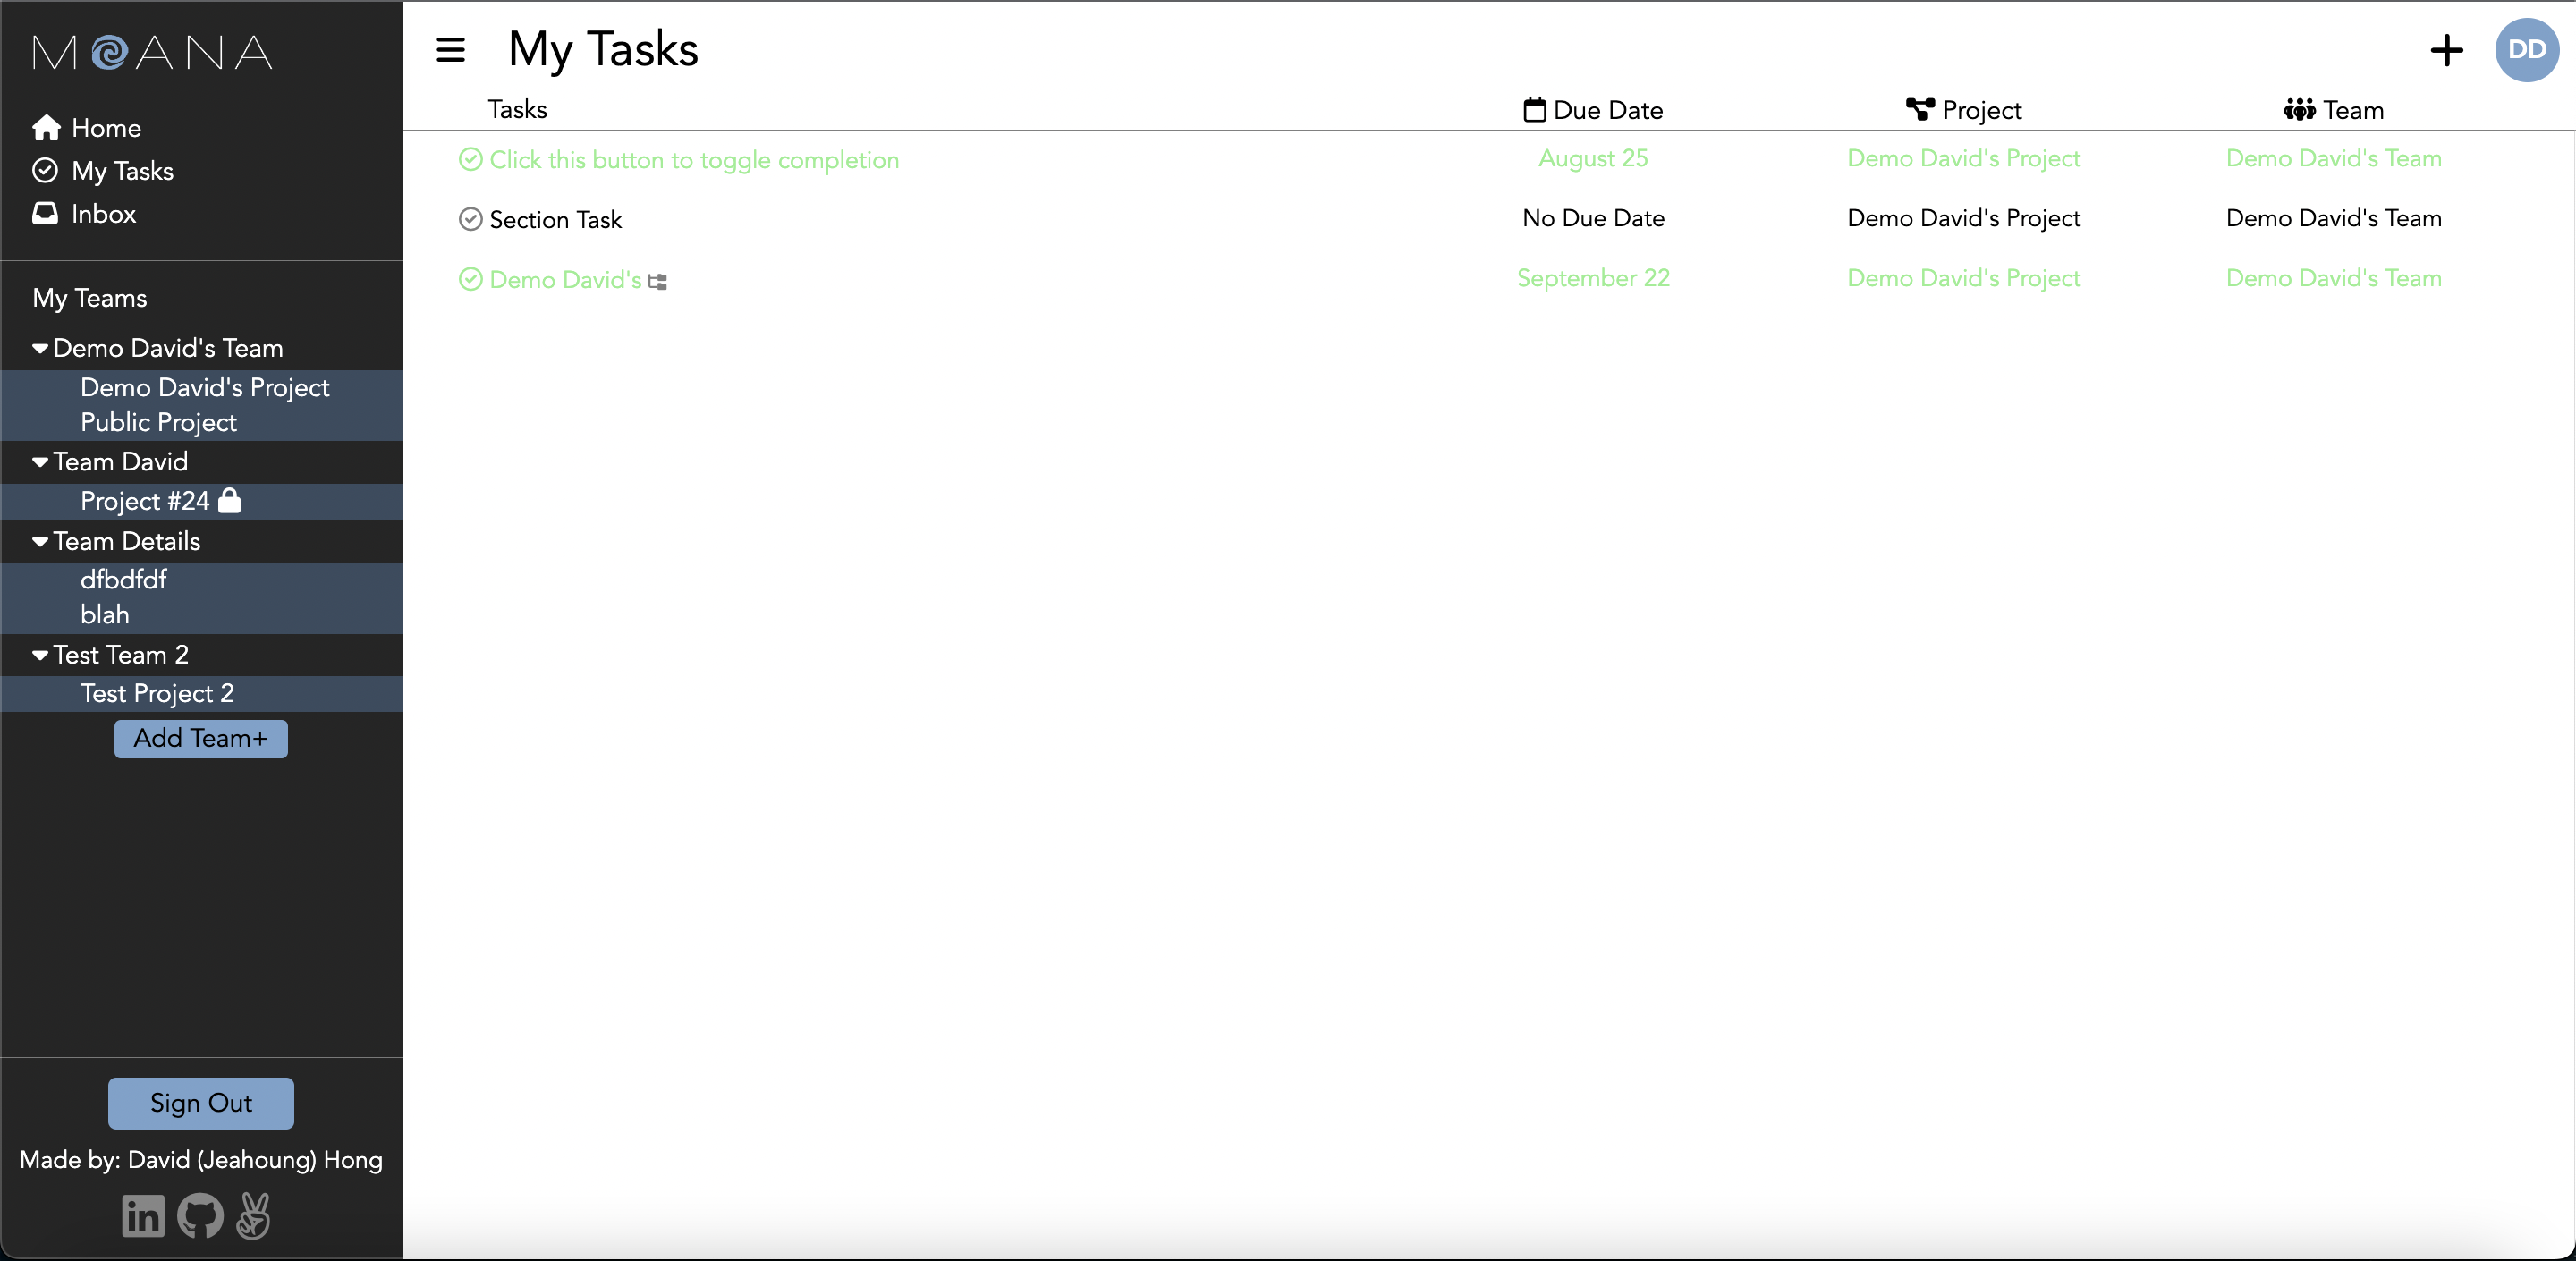 MOANA
Home
My Tasks
Inbox
My Teams
Demo David's Team
Demo David's Project
Public Project
Team David
Project #24
Team Details
dfbdfdf
blah
Test Team 2
Test Project 2
Add Team+
Sign Out
Made by: David (Jeahoung) Hong
in
My Tasks
DD
Tasks Due Date Project Team
Click this button to toggle completion August 25 Demo David's Project Demo David's Team
Section Task No Due Date Demo David's Project Demo David's Team
Demo David's September 22 Demo David's Project Demo David's Team